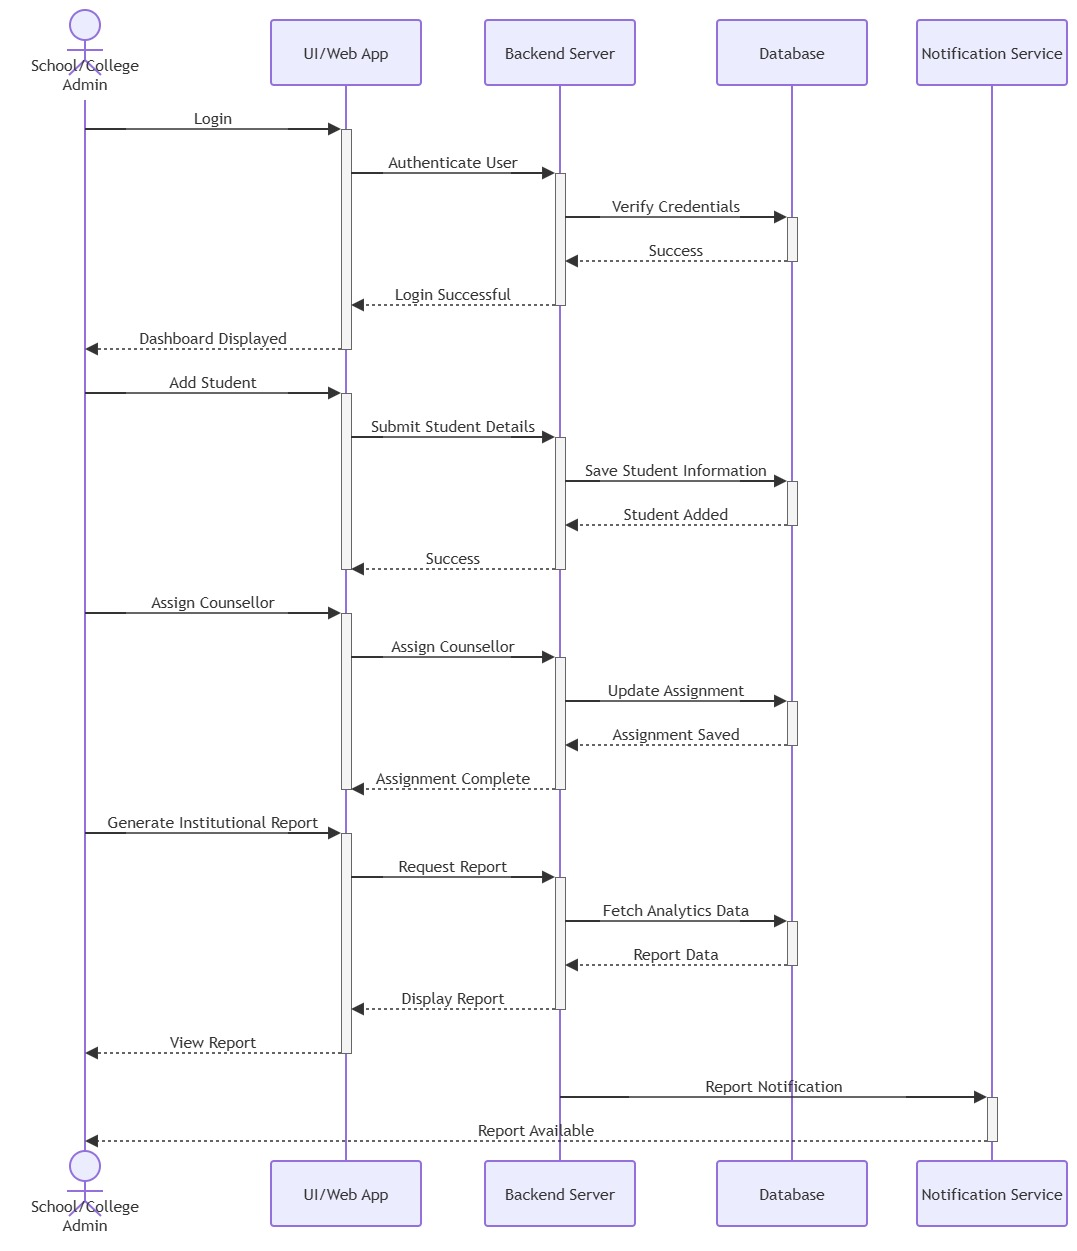 School/College
Admin
UI/Web App
Backend Server
Database
Notification Service
Login
Authenticate User
Verify Credentials
Success
Login Successful
Dashboard Displayed
Add Student
Submit Student Details
Save Student Information
Student Added
Success
Assign Counsellor
Assign Counsellor
Update Assignment
Assignment Saved
Assignment Complete
Generate Institutional Report
Request Report
Fetch Analytics Data
Report Data
Display Report
View Report
Report Notification
Report Available
School/College
Admin
UI/Web App
Backend Server
Database
Notification Service